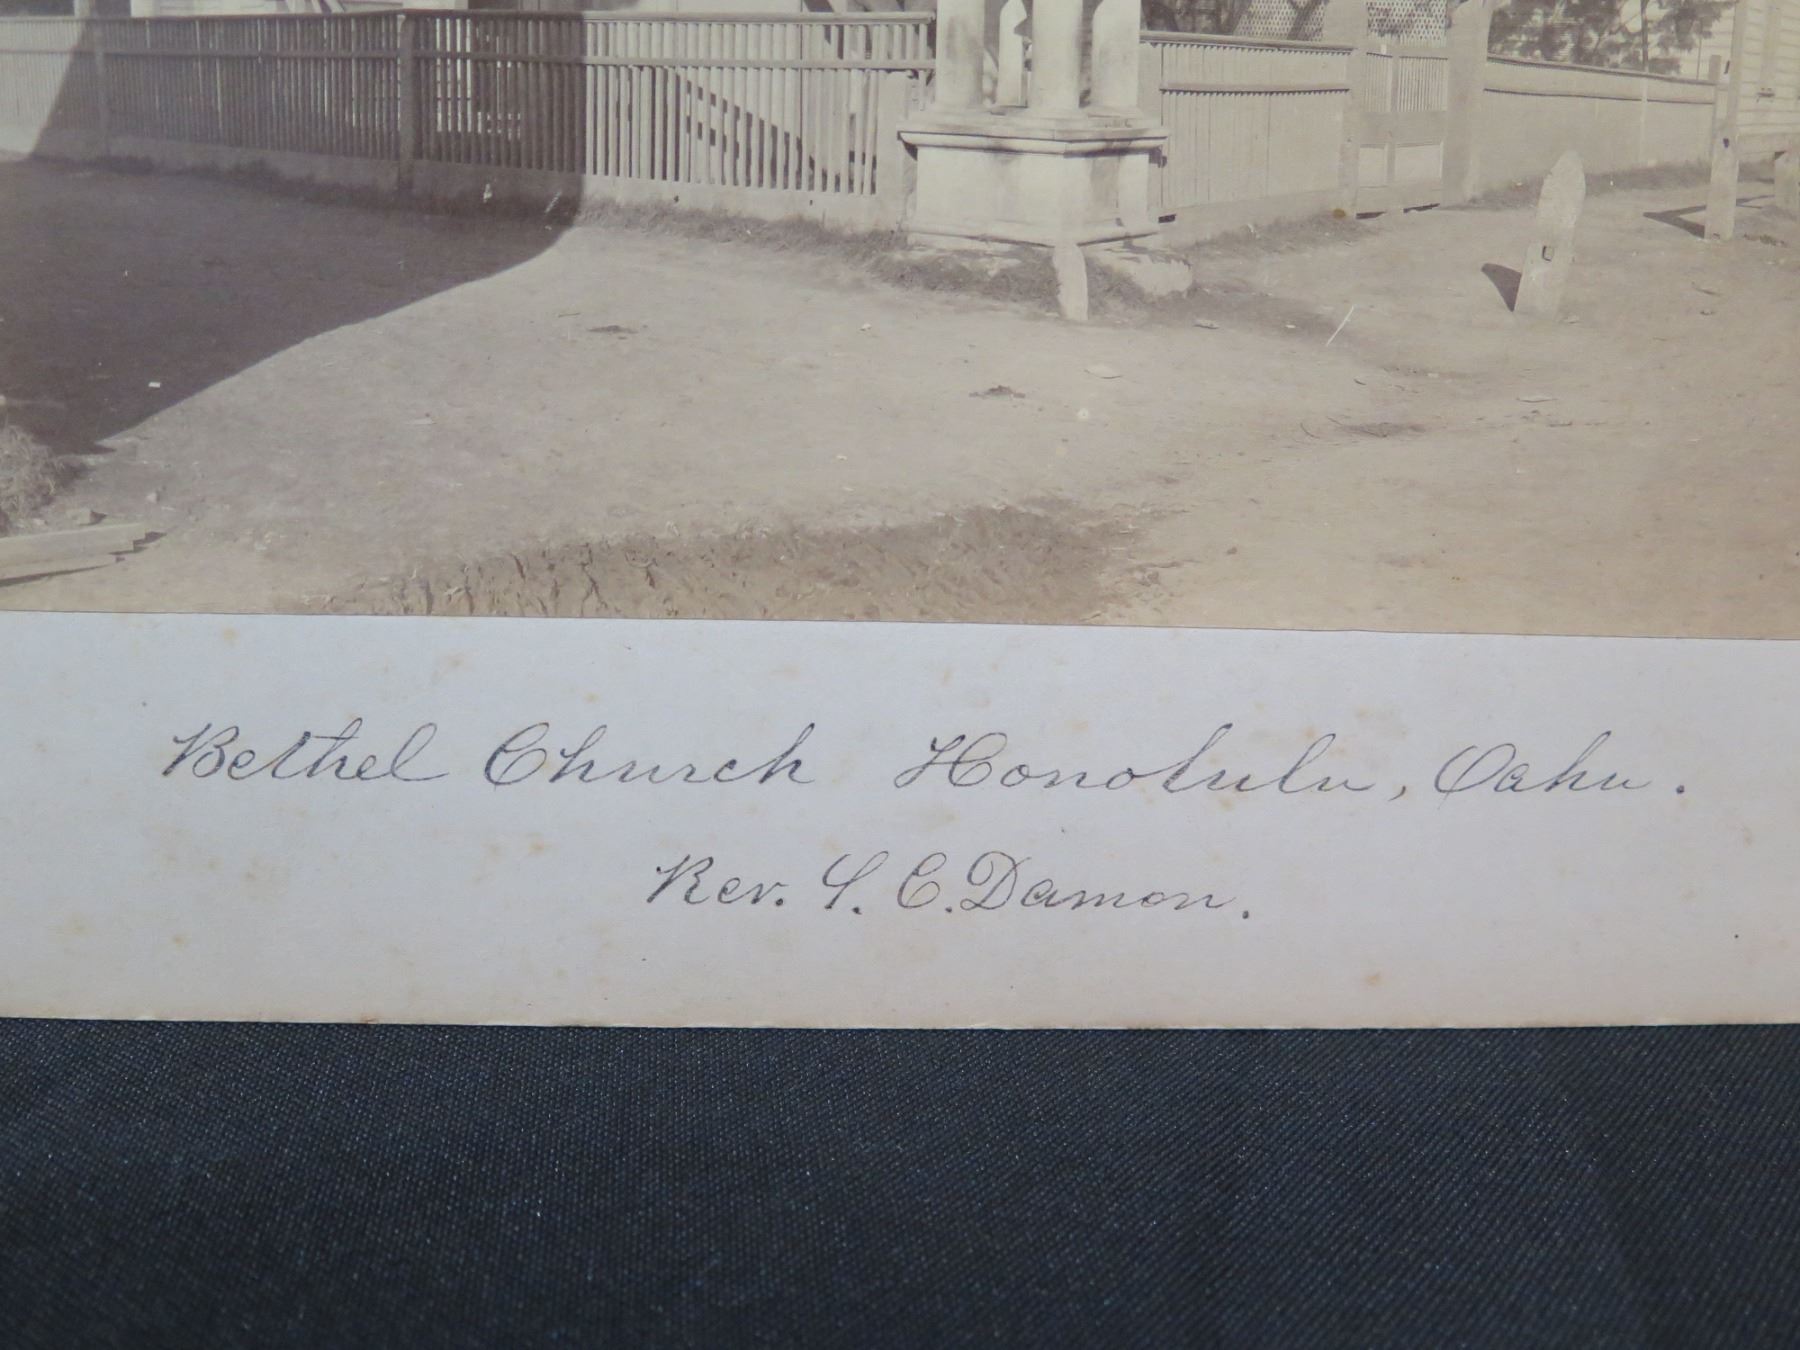 Bethel Church Honolulu, Oahu.
Rev. S. C. Damon.